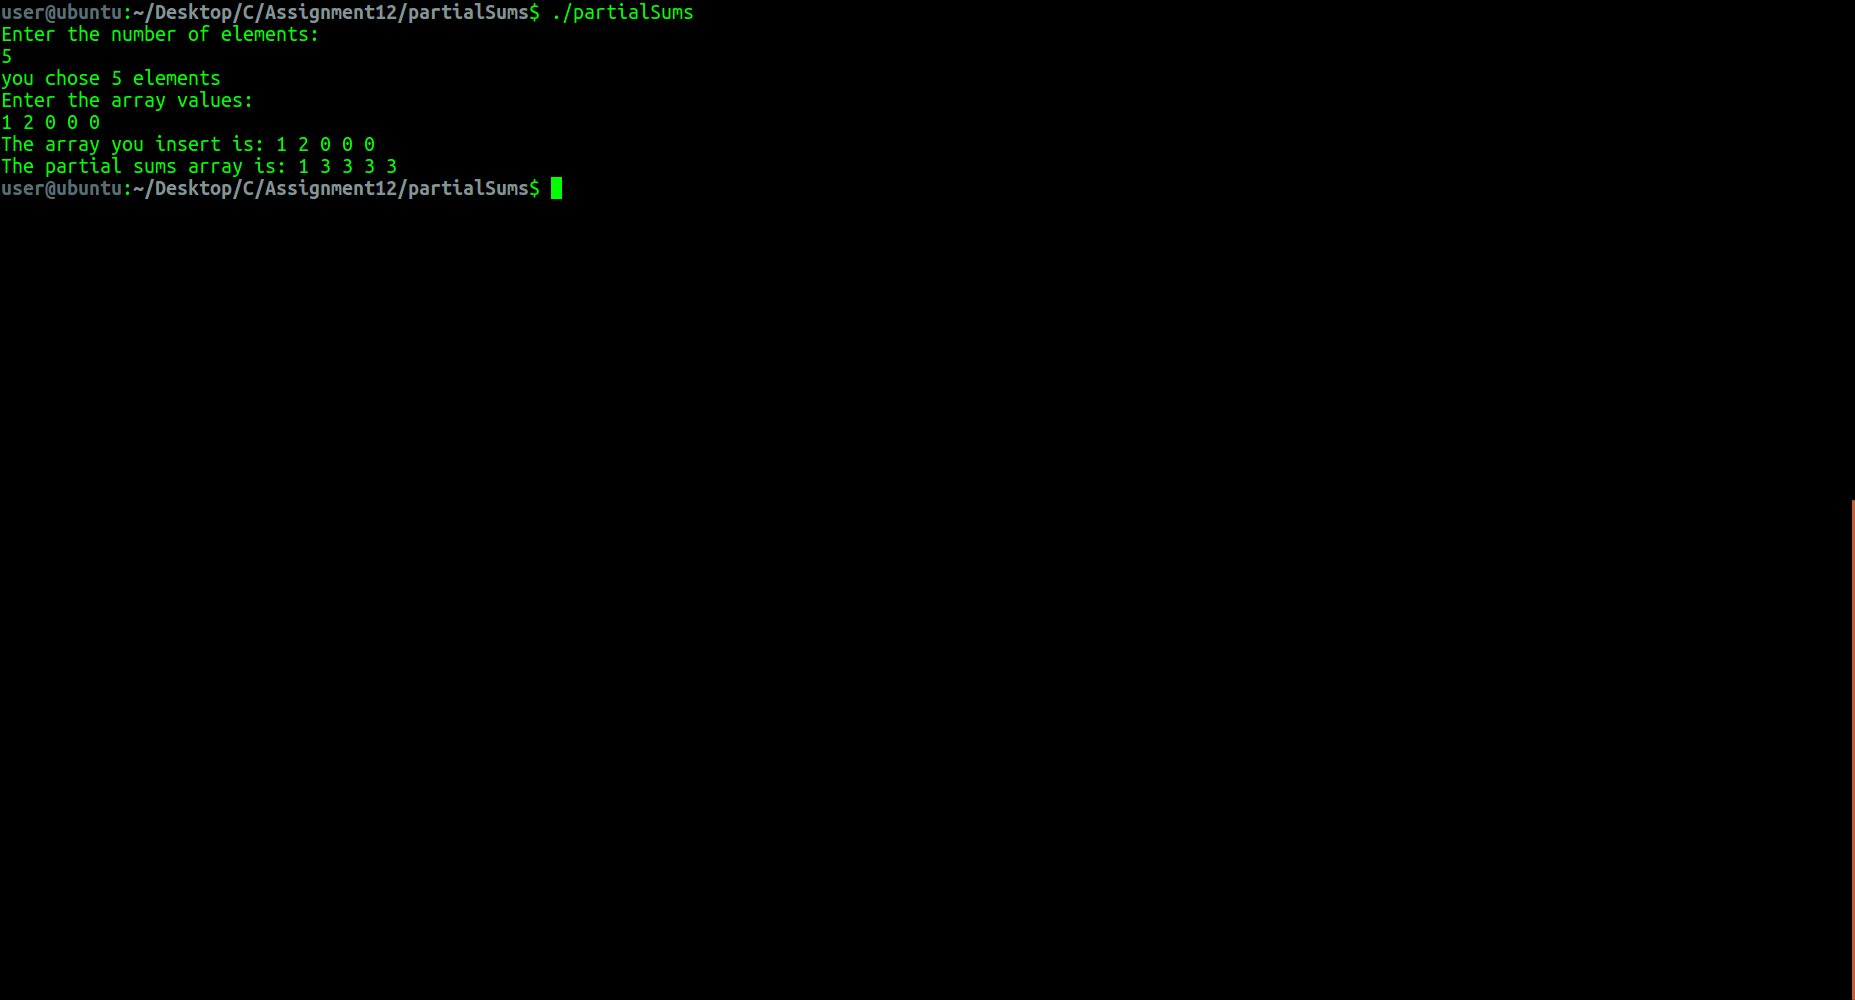 user@ubuntu:~/Desktop/C/Assignment12/partialSums$ ./partialSums
Enter the number of elements:
5
you chose 5 elements
Enter the array values:
1 2 0 0 0
The array you insert is: 1 2 0 0 0
The partial sums array is: 1 3 3 3 3
user@ubuntu:~/Desktop/C/Assignment12/partialSums$